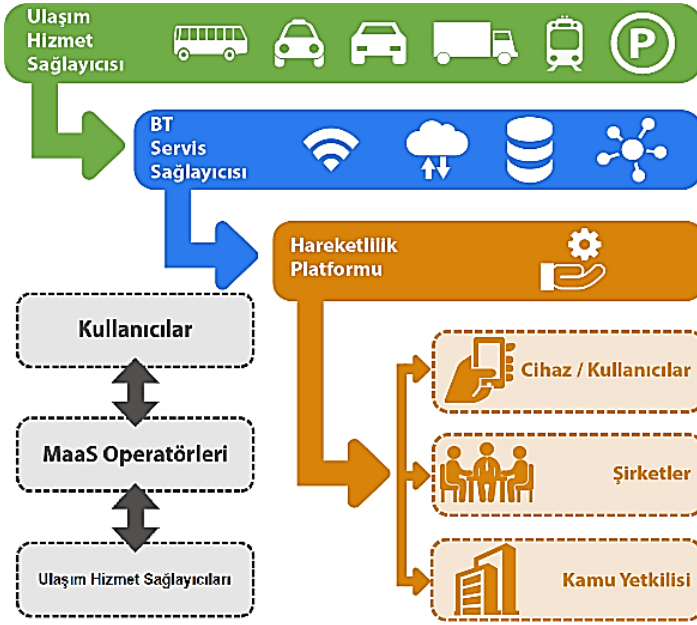 Ulaşım
Hizmet
Sağlayıcısı
P
BT
Servis
Sağlayıcısı
Hareketlilik
Platformu
Kullanıcılar
MaaS Operatörleri
Ulaşım Hizmet Sağlayıcıları
Cihaz / Kullanıcılar
Şirketler
Kamu Yetkilisi